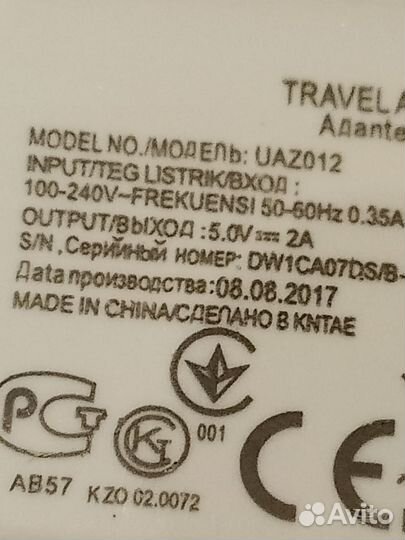 TRAVEL A
Адапте
MODEL NO./МОДЕЛЬ: UAZ012
INPUT/TEG LISTRIK/ВХОД :
100-240V~FREKUENSI 50-60Hz 0.35A
OUTPUT/ВЫХОД :5.0V⎓ 2A
S/N, Серийный НОМЕР: DW1CA07DS/B-
Дата производства: 08.08.2017
MADE IN CHINA/СДЕЛАНО В KNTAE
001
AB57 KZO 02.0072
Avito